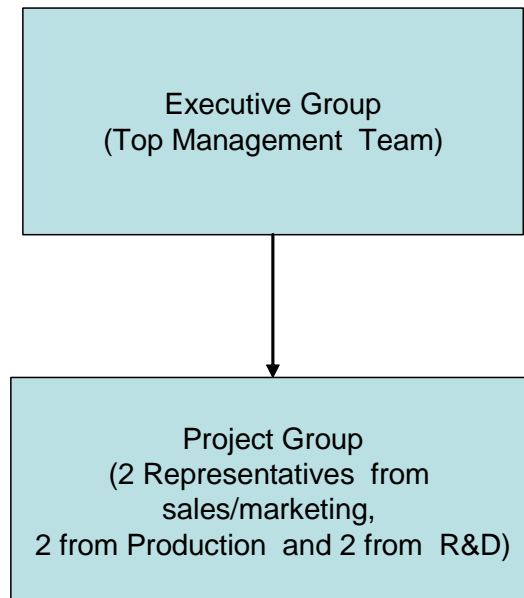 Executive Group
(Top Management Team)
Project Group
(2 Representatives from
sales/marketing,
2 from Production and 2 from R&D)